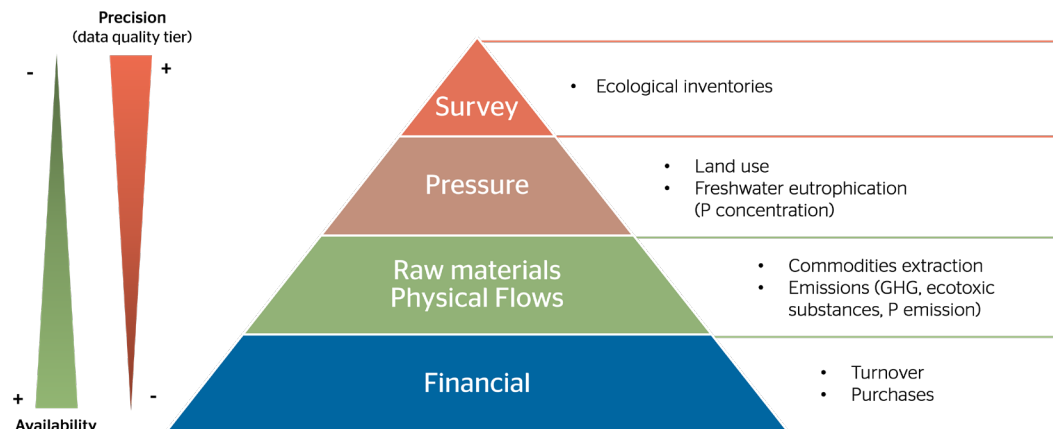 Precision
(data quality tier)
-
+
Survey
• Ecological inventories
Pressure
• Land use
• Freshwater eutrophication
(P concentration)
Raw materials
Physical Flows
• Commodities extraction
• Emissions (GHG, ecotoxic
substances, P emission)
Financial
• Turnover
• Purchases
+
-
Availability